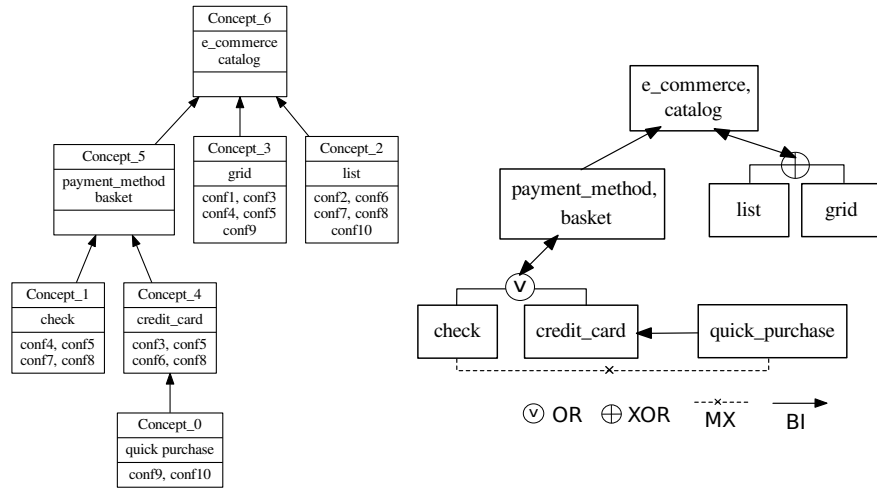 Concept_6
e_commerce
catalog
Concept_5
payment_method
basket
Concept_3
grid
conf1, conf3
conf4, conf5
conf9
Concept_2
list
conf2, conf6
conf7, conf8
conf10
Concept_1
check
conf4, conf5
conf7, conf8
Concept_4
credit_card
conf3, conf5
conf6, conf8
Concept_0
quick purchase
conf9, conf10
e_commerce,
catalog
payment_method,
basket
list
grid
v
check
credit_card
quick_purchase
×
v OR
XOR
×
MX
BI